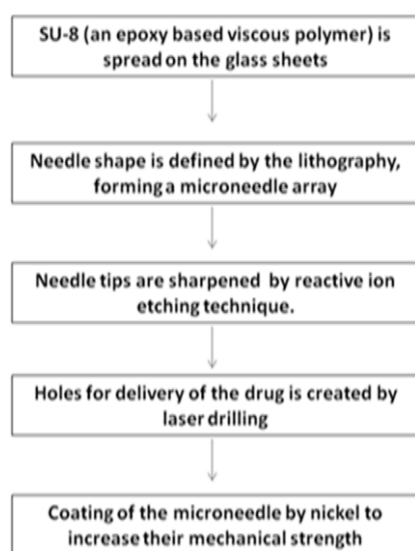 SU-8 (an epoxy based viscous polymer) is
spread on the glass sheets
Needle shape is defined by the lithography,
forming a microneedle array
Needle tips are sharpened by reactive ion
etching technique.
Holes for delivery of the drug is created by
laser drilling
Coating of the microneedle by nickel to
increase their mechanical strength